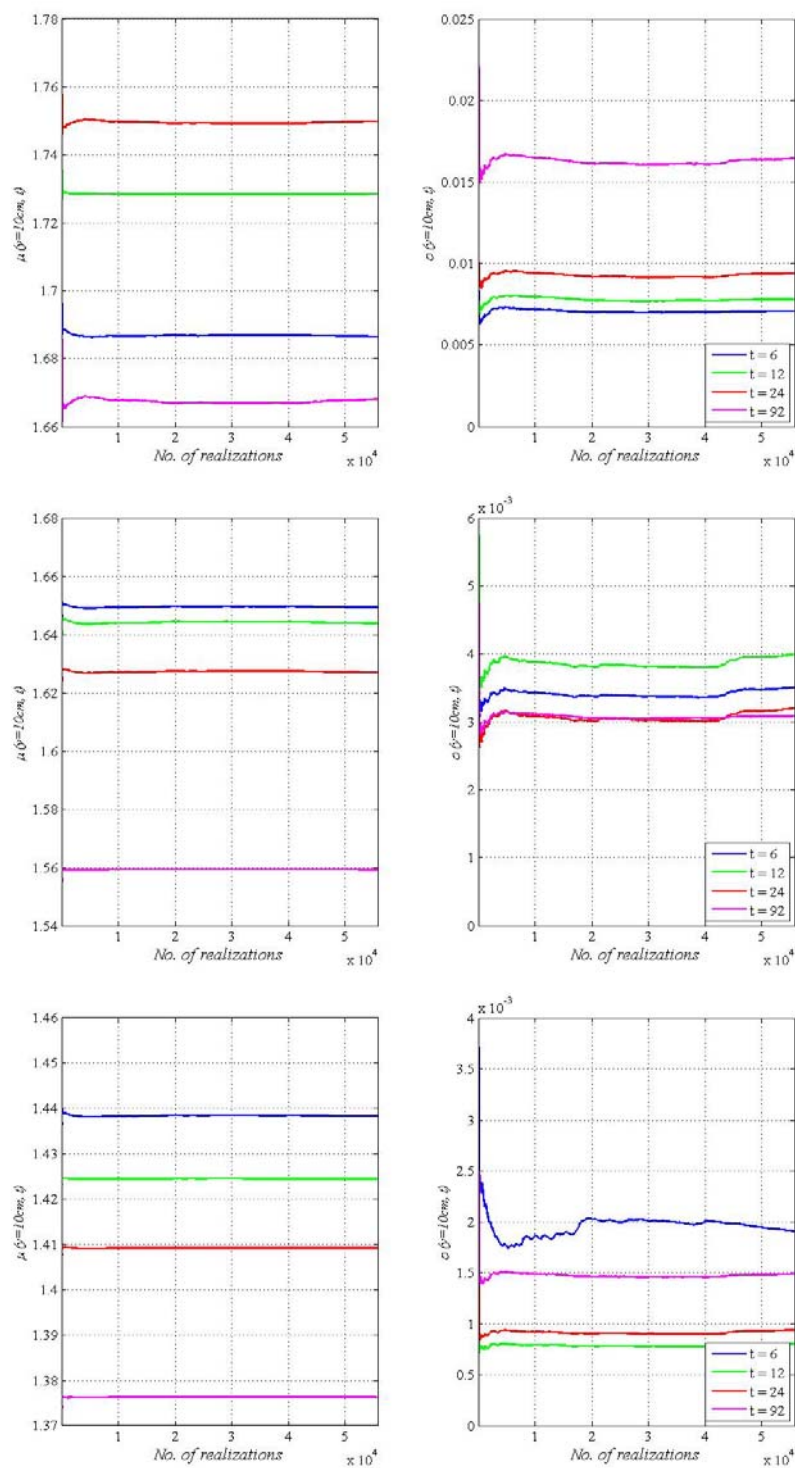 1.78
1.76
1.74
1.72
1.7
1.68
1.66
μ (y=10cm, t)
1 2 3 4 5
No. of realizations
x 10⁴
0.025
0.02
0.015
0.01
0.005
0
σ (y=10cm, t)
t = 6
t = 12
t = 24
t = 92
1 2 3 4 5
No. of realizations
x 10⁴
1.68
1.66
1.64
1.62
1.6
1.58
1.56
1.54
μ (y=10cm, t)
1 2 3 4 5
No. of realizations
x 10⁴
x 10⁻³
6
5
4
3
2
1
0
σ (y=10cm, t)
t = 6
t = 12
t = 24
t = 92
1 2 3 4 5
No. of realizations
x 10⁴
1.46
1.45
1.44
1.43
1.42
1.41
1.4
1.39
1.38
1.37
μ (y=10cm, t)
1 2 3 4 5
No. of realizations
x 10⁴
x 10⁻³
4
3.5
3
2.5
2
1.5
1
0.5
0
σ (y=10cm, t)
t = 6
t = 12
t = 24
t = 92
1 2 3 4 5
No. of realizations
x 10⁴